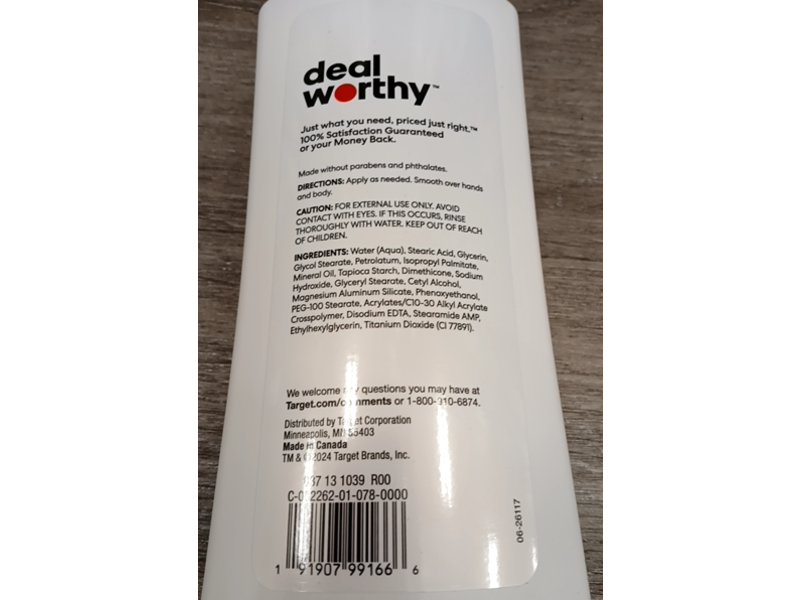 deal
worthy™
Just what you need, priced just right.™
100% Satisfaction Guaranteed
or your Money Back.
Made without parabens and phthalates.
DIRECTIONS: Apply as needed. Smooth over hands
and body.
CAUTION: FOR EXTERNAL USE ONLY. AVOID
CONTACT WITH EYES. IF THIS OCCURS, RINSE
THOROUGHLY WITH WATER. KEEP OUT OF REACH
OF CHILDREN.
INGREDIENTS: Water (Aqua), Stearic Acid, Glycerin,
Glycol Stearate, Petrolatum, Isopropyl Palmitate,
Mineral Oil, Tapioca Starch, Dimethicone, Sodium
Hydroxide, Glyceryl Stearate, Cetyl Alcohol,
Magnesium Aluminum Silicate, Phenoxyethanol,
PEG-100 Stearate, Acrylates/C10-30 Alkyl Acrylate
Crosspolymer, Disodium EDTA, Stearamide AMP,
Ethylhexylglycerin, Titanium Dioxide (CI 77891).
We welcome any questions you may have at
Target.com/comments or 1-800-310-6874.
Distributed by Target Corporation
Minneapolis, MN 55403
Made in Canada
TM & ©2024 Target Brands, Inc.
13 1039 R00
1 91907 99166 6
06-26117